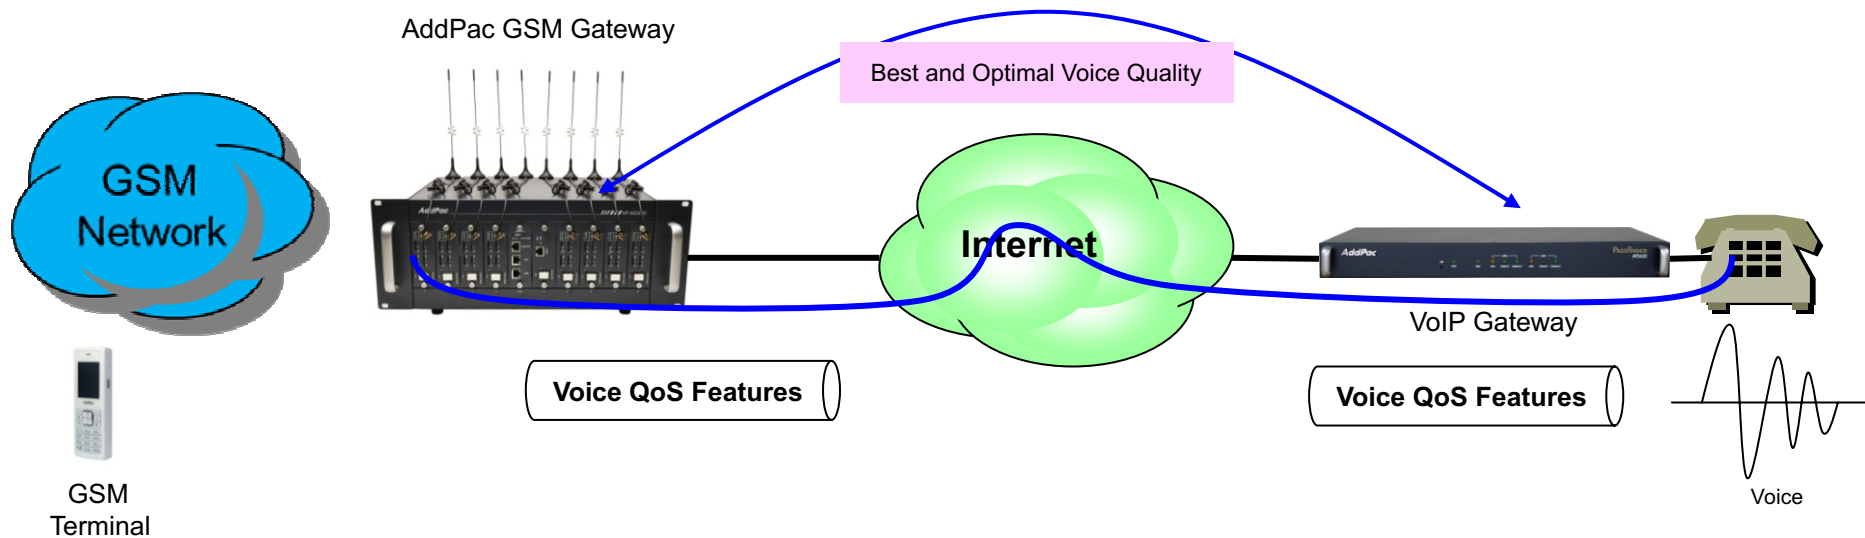 AddPac GSM Gateway
Best and Optimal Voice Quality
GSM
Network
AddPac
Internet
AddPac
VoIP Gateway
Voice QoS Features
Voice QoS Features
GSM
Terminal
Voice